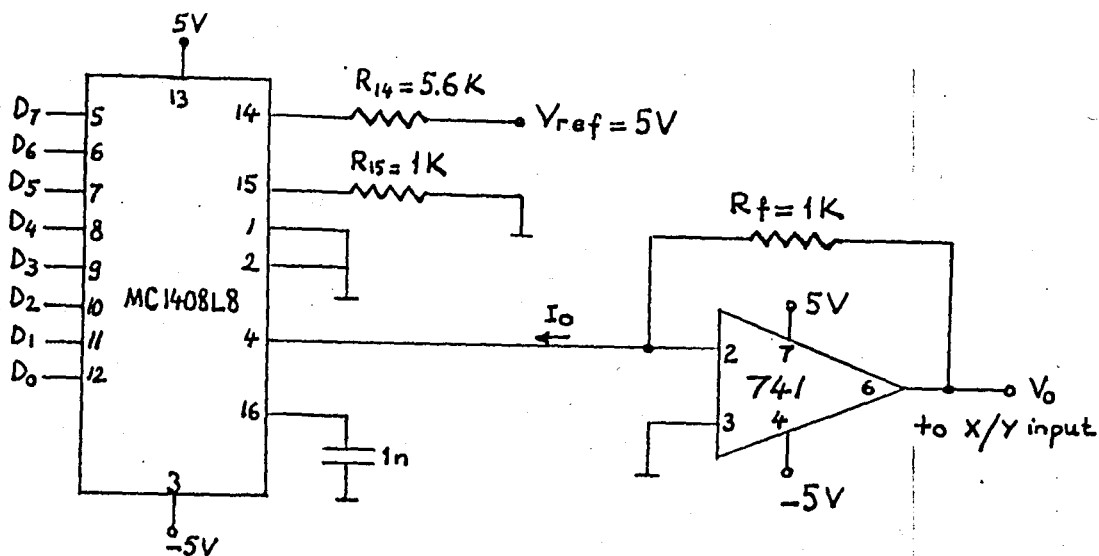 5V
13
D7 5
D6 6
D5 7
D4 8
D3 9
D2 10
D1 11
D0 12
MC1408L8
14
15
1
2
4
16
3
-5V
R14 = 5.6K
Vref = 5V
R15 = 1K
1n
Io
Rf = 1K
5V
2
7
741
6
3
4
-5V
Vo
to X/Y input